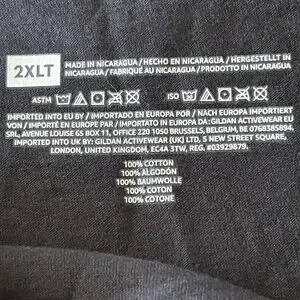 2XLT
MADE IN NICARAGUA / HECHO EN NICARAGUA / HERGESTELLT IN
NICARAGUA / FABRIQUÉ AU NICARAGUA / PRODOTTO IN NICARAGUA
ASTM ISO
IMPORTED INTO EU BY / IMPORTADO EN EU POR / NACH EUROPA IMPORTIERT
VON / IMPORTÉ EN EUROPE PAR / IMPORTATO IN EUROPA DA:GILDAN ACTIVEWEAR EU
SRL, AVENUE LOUISE 65 BOX 11, OFFICE 220 1050 BRUSSELS, BELGIUM, BE 0768385894.
IMPORTED INTO UK BY: GILDAN ACTIVEWEAR (UK) LTD., 5 NEW STREET SQUARE,
LONDON, UNITED KINGDOM, EC4A 3TW, REG. #03929879.
100% COTTON
100% ALGODÓN
100% BAUMWOLLE
100% COTON
100% COTONE